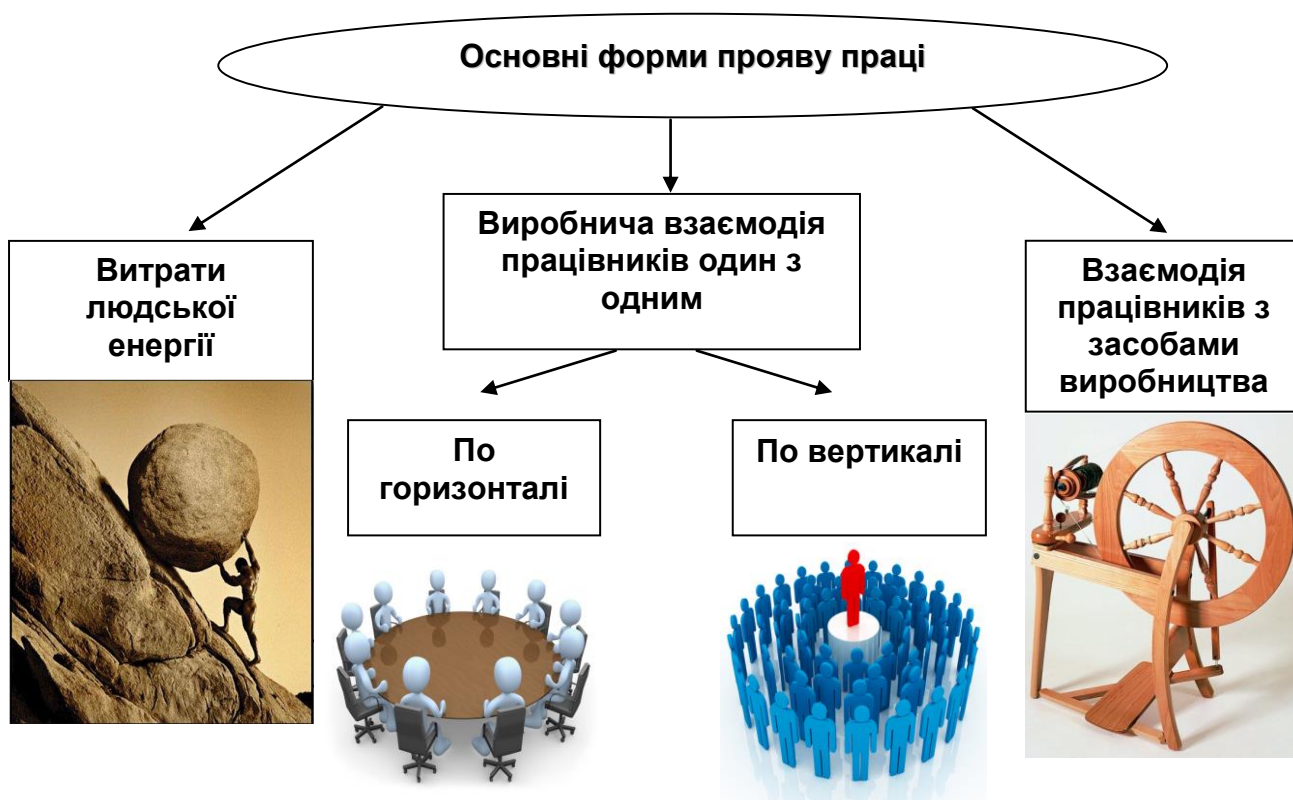 Основні форми прояву праці
Витрати
людської
енергії
Виробнича взаємодія
працівників один з
одним
Взаємодія
працівників з
засобами
виробництва
По
горизонталі
По вертикалі